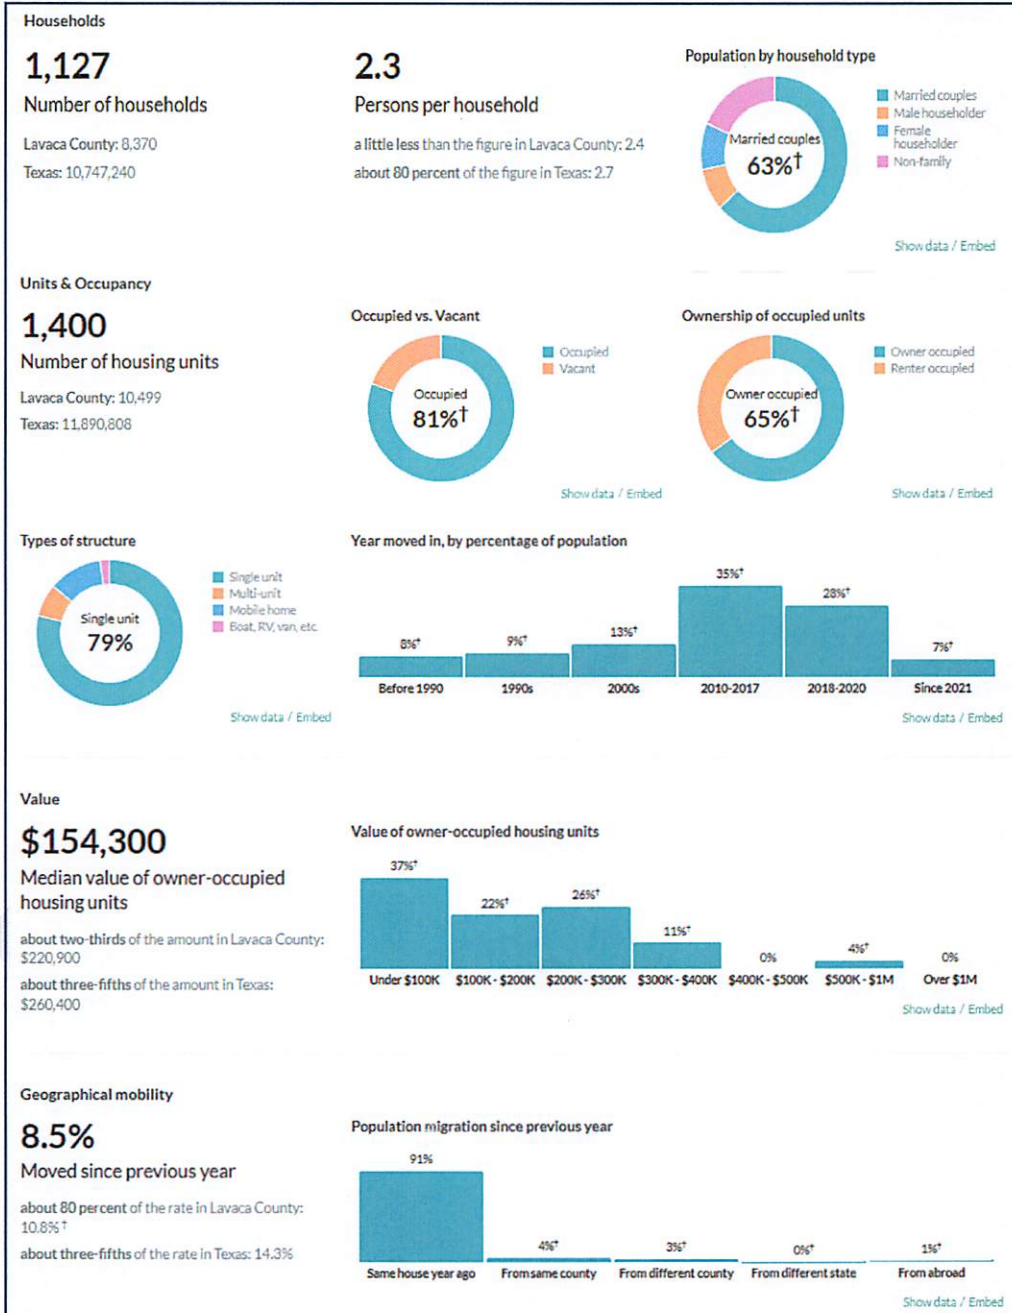 Households
1,127
Number of households
Lavaca County: 8,370
Texas: 10,747,240
2.3
Persons per household
a little less than the figure in Lavaca County: 2.4
about 80 percent of the figure in Texas: 2.7
Population by household type
Married couples
63%†
Married couples
Male householder
Female
householder
Non-family
Show data / Embed
Units & Occupancy
1,400
Number of housing units
Lavaca County: 10,499
Texas: 11,890,808
Occupied vs. Vacant
Occupied
81%†
Occupied
Vacant
Show data / Embed
Ownership of occupied units
Owner occupied
65%†
Owner occupied
Renter occupied
Show data / Embed
Types of structure
Single unit
79%
Single unit
Multi-unit
Mobile home
Boat, RV, van, etc.
Show data / Embed
Year moved in, by percentage of population
8%† 9%† 13%† 35%† 28%† 7%†
Before 1990 1990s 2000s 2010-2017 2018-2020 Since 2021
Show data / Embed
Value
$154,300
Median value of owner-occupied
housing units
about two-thirds of the amount in Lavaca County:
$220,900
about three-fifths of the amount in Texas:
$260,400
Value of owner-occupied housing units
37%† 22%† 26%† 11%† 0% 4%† 0%
Under $100K $100K - $200K $200K - $300K $300K - $400K $400K - $500K $500K - $1M Over $1M
Show data / Embed
Geographical mobility
8.5%
Moved since previous year
about 80 percent of the rate in Lavaca County:
10.8%†
about three-fifths of the rate in Texas: 14.3%
Population migration since previous year
91% 4%† 3%† 0%† 1%†
Same house year ago From same county From different county From different state From abroad
Show data / Embed